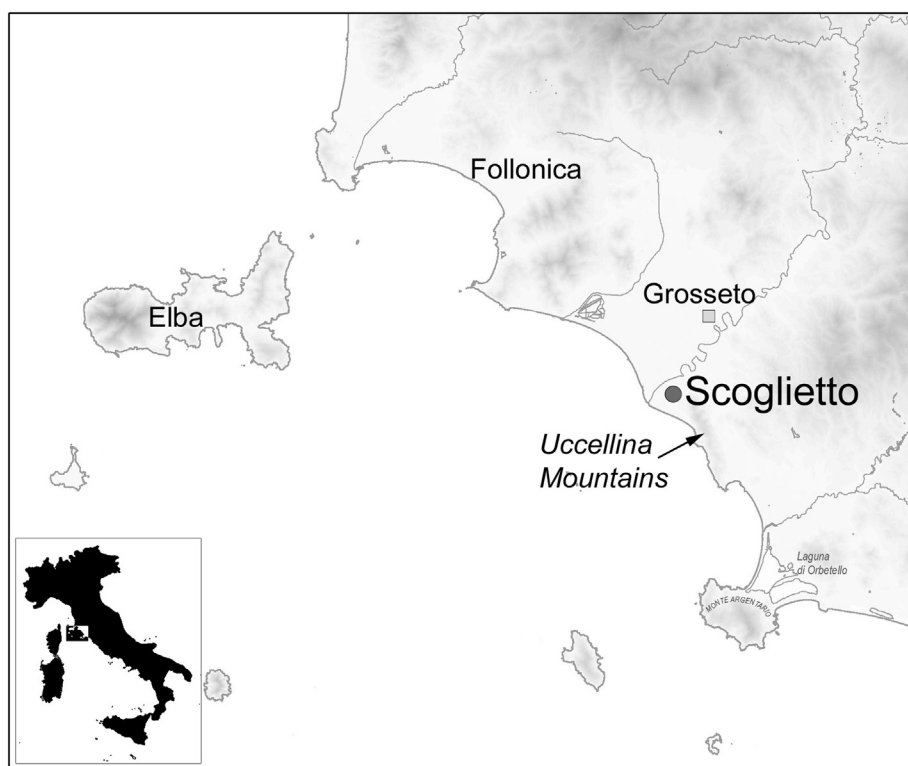 Follonica
Grosseto
Elba
Scoglietto
Uccellina
Mountains
Laguna
di Orbetello
MONTE ARGENTARIO